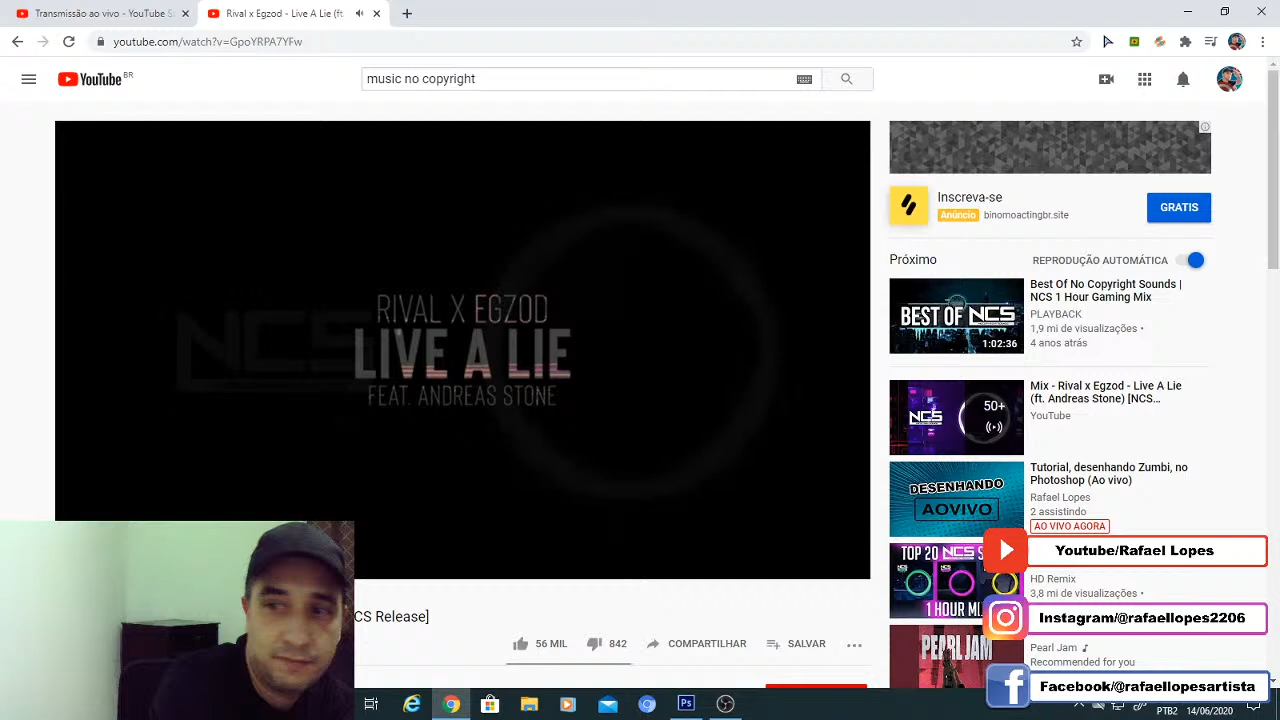 Transmissão ao vivo - YouTube S
Rival x Egzod - Live A Lie (ft.
youtube.com/watch?v=GpoYRPA7YFw
YouTube BR
music no copyright
NCS
RIVAL X EGZOD
LIVE A LIE
FEAT. ANDREAS STONE
CS Release]
56 MIL
842
COMPARTILHAR
SALVAR
Inscreva-se
Anúncio binomoactingbr.site
GRATIS
Próximo
REPRODUÇÃO AUTOMÁTICA
BEST OF NCS
1:02:36
Best Of No Copyright Sounds |
NCS 1 Hour Gaming Mix
PLAYBACK
1,9 mi de visualizações •
4 anos atrás
NCS
50+
Mix - Rival x Egzod - Live A Lie
(ft. Andreas Stone) [NCS...
YouTube
DESENHANDO
AOVIVO
Tutorial, desenhando Zumbi, no
Photoshop (Ao vivo)
Rafael Lopes
2 assistindo
AO VIVO AGORA
TOP 20 NCS
1 HOUR MIX
HD Remix
3,8 mi de visualizações •
PEARL JAM
Pearl Jam
Recommended for you
Youtube/Rafael Lopes
Instagram/@rafaellopes2206
Facebook/@rafaellopesartista
Ps
PTB2
14/06/2020